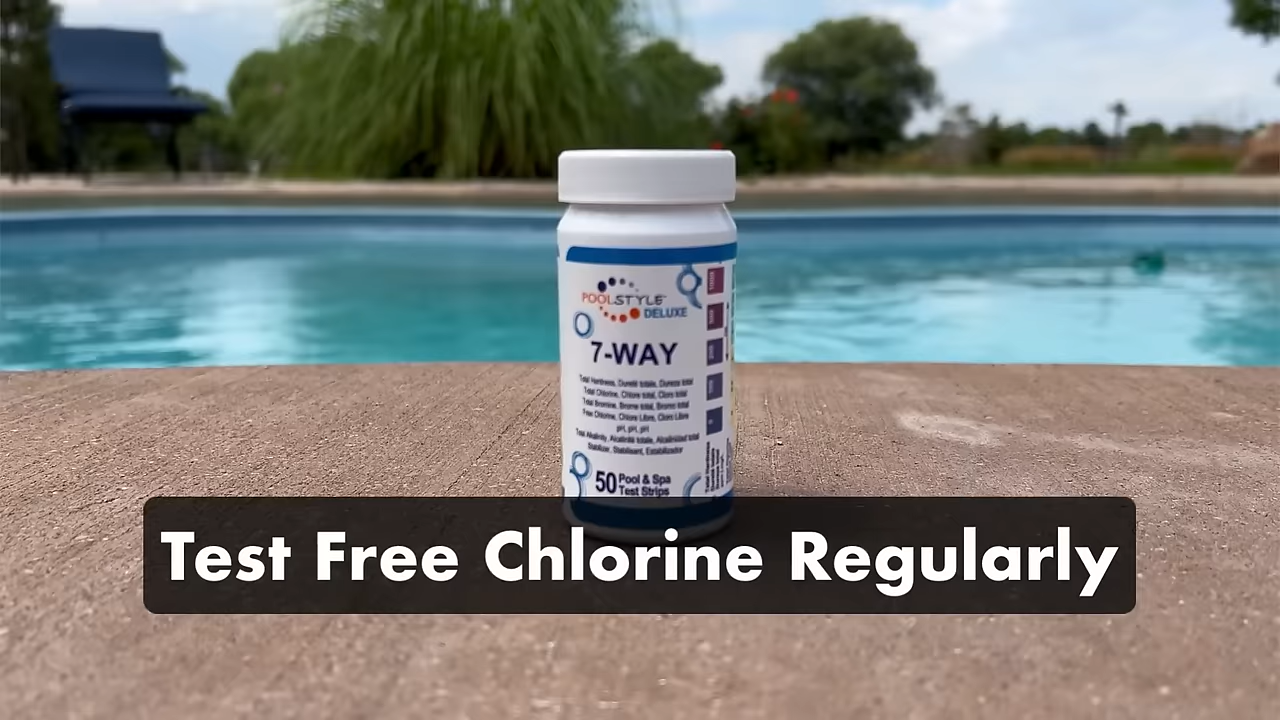 POOLSTYLE
DELUXE
7-WAY
Total Hardness, Dureté totale, Dureza total
Total Chlorine, Chlore total, Cloro total
Total Bromine, Brome total, Bromo total
Free Chlorine, Chlore Libre, Cloro Libre
pH, pH, pH
Total Alkalinity, Alcalinité totale, Alcalinidad total
Stabilizer, Stabilisant, Estabilizador
50 Pool & Spa
Test Strips
Test Free Chlorine Regularly